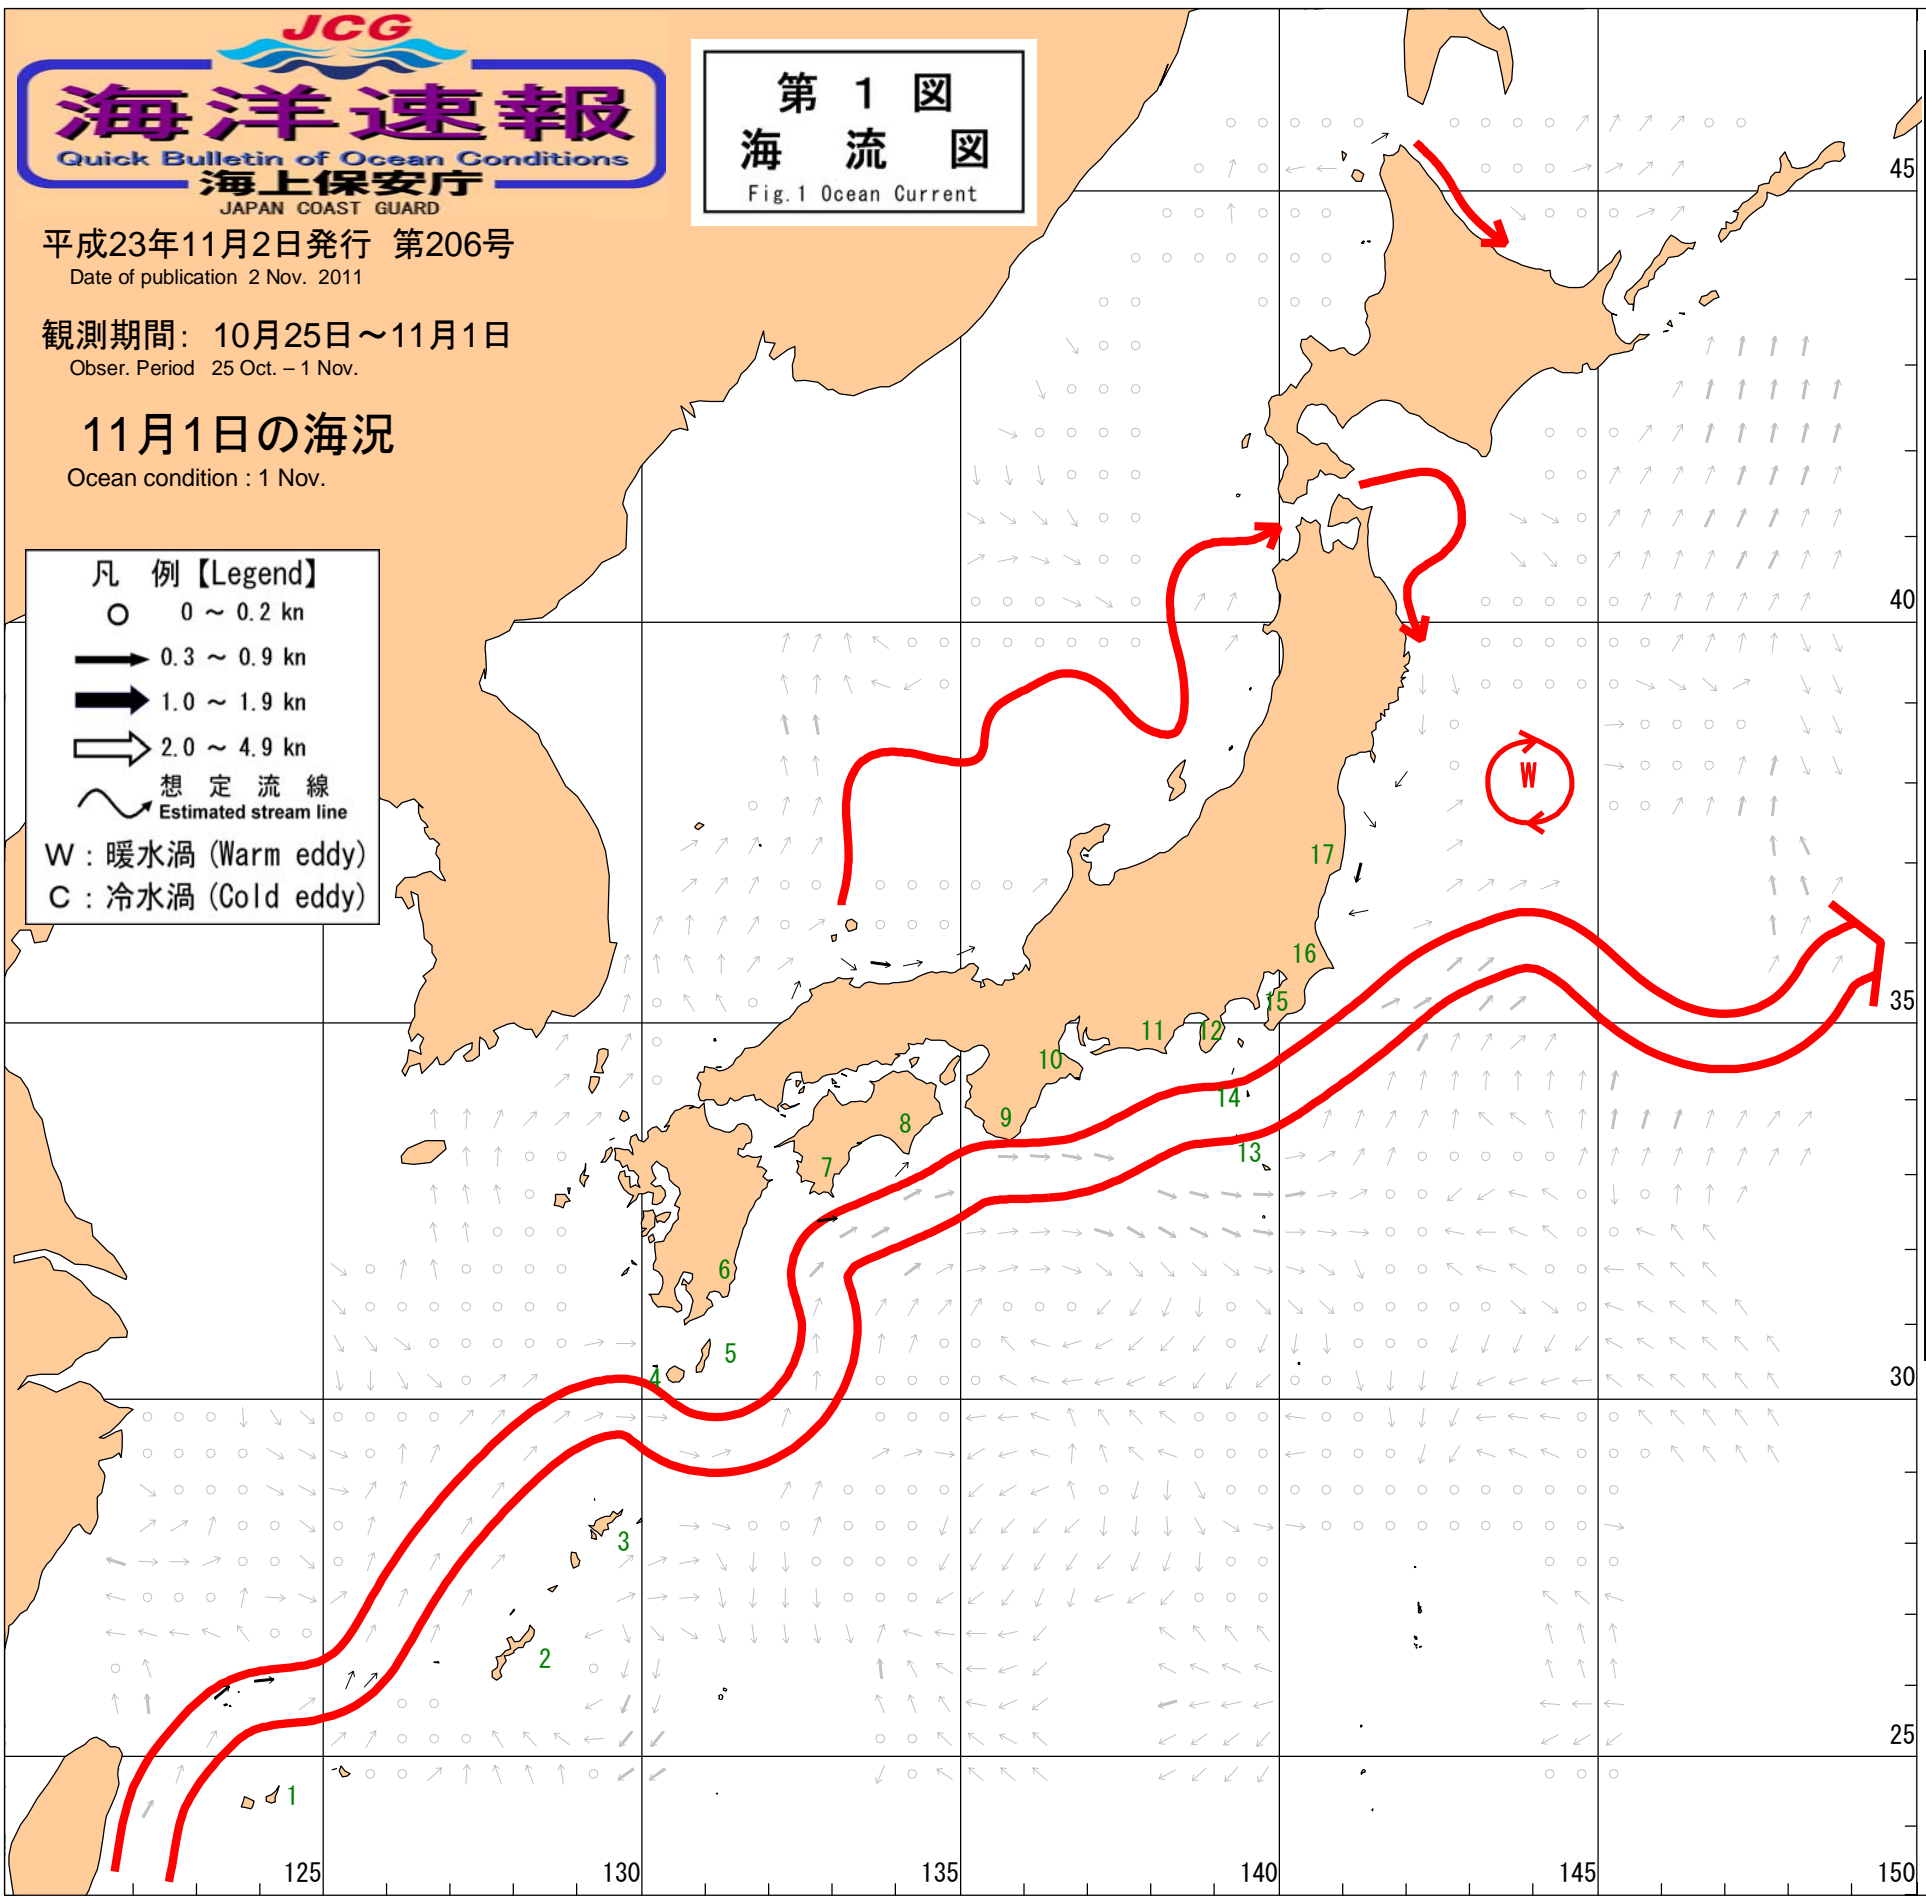 JCG
海洋速報
Quick Bulletin of Ocean Conditions
海上保安庁
JAPAN COAST GUARD
第 1 図
海 流 図
Fig.1 Ocean Current
平成23年11月2日発行 第206号
Date of publication 2 Nov. 2011
観測期間： 10月25日～11月1日
Obser. Period 25 Oct. – 1 Nov.
11月1日の海況
Ocean condition : 1 Nov.
凡 例【Legend】
0 ～ 0.2 kn
0.3 ～ 0.9 kn
1.0 ～ 1.9 kn
2.0 ～ 4.9 kn
想 定 流 線
Estimated stream line
W : 暖水渦 (Warm eddy)
C : 冷水渦 (Cold eddy)
45
40
W
17
16
35
15
14
13
12
11
10
9
8
7
6
5
4
30
3
2
25
1
125
130
135
140
145
150